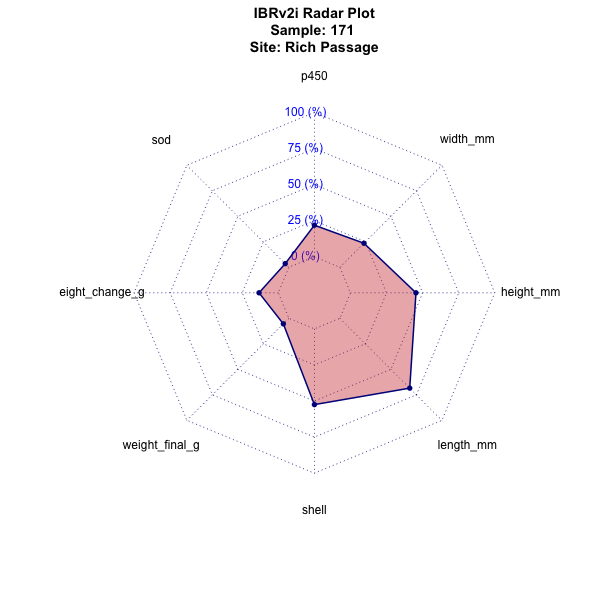 IBRv2i Radar Plot
Sample: 171
Site: Rich Passage
p450
100 (%)
sod
width_mm
75 (%)
50 (%)
25 (%)
0 (%)
eight_change_g
height_mm
weight_final_g
length_mm
shell